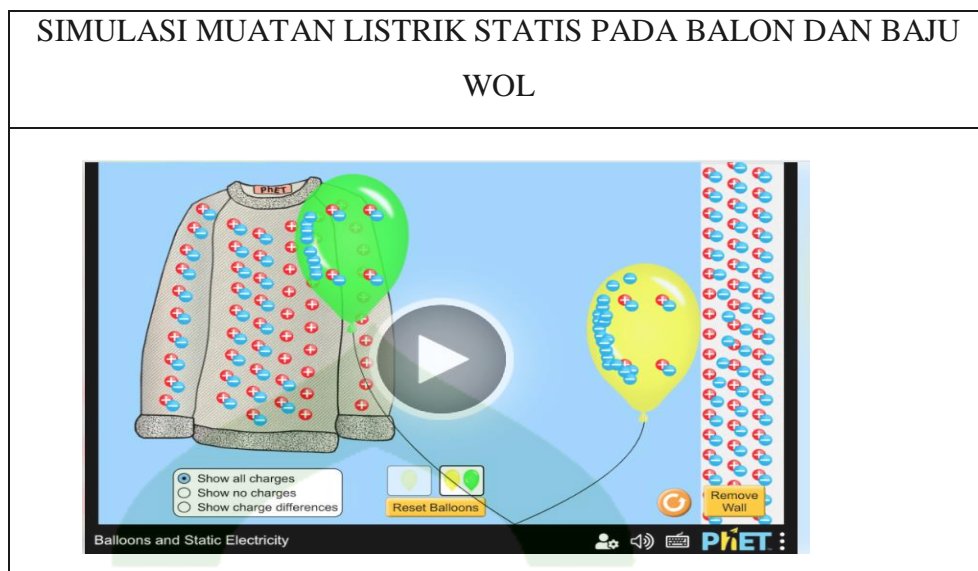 SIMULASI MUATAN LISTRIK STATIS PADA BALON DAN BAJU
WOL
PhET
Show all charges
Show no charges
Show charge differences
Reset Balloons
Remove
Wall
Balloons and Static Electricity
PhET